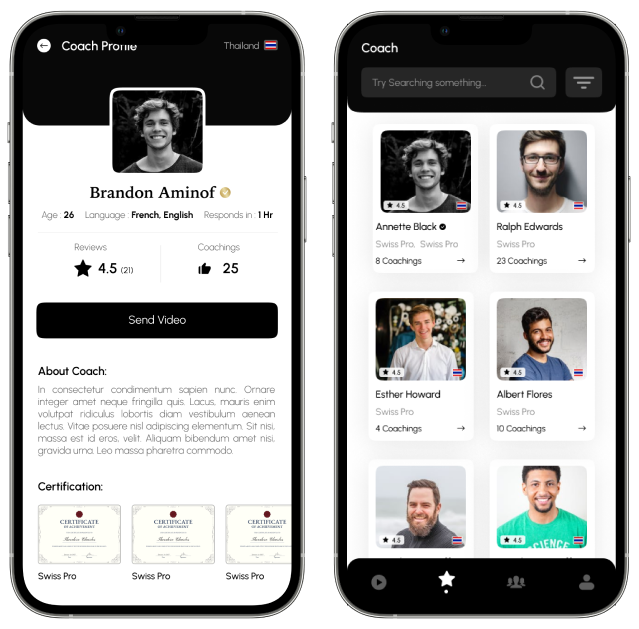 Coach Profile
Thailand
Brandon Aminof
Age : 26 Language : French, English Responds in : 1 Hr
Reviews
4.5 (21)
Coachings
25
Send Video
About Coach:
In consectetur condimentum sapien nunc. Ornare
integer amet neque fringilla quis. Lacus, mauris enim
volutpat ridiculus lobortis diam vestibulum aenean
lectus. Vitae posuere nisl adipiscing elementum. Sit nisi,
massa est id eros, velit. Aliquam bibendum amet nisi,
gravida urna. Leo massa pharetra commodo.
Certification:
CERTIFICATE
OF ACHIEVEMENT
CERTIFICATE
OF ACHIEVEMENT
CERTIFICATE
OF ACHIEVEMENT
Swiss Pro
Swiss Pro
Swiss Pro
Coach
Try Searching something...
4.5
Annette Black
Swiss Pro, Swiss Pro
8 Coachings →
4.5
Ralph Edwards
Swiss Pro
23 Coachings →
4.5
Esther Howard
Swiss Pro
4 Coachings →
4.5
Albert Flores
Swiss Pro
10 Coachings →
4.5
SCIENCE
4.5